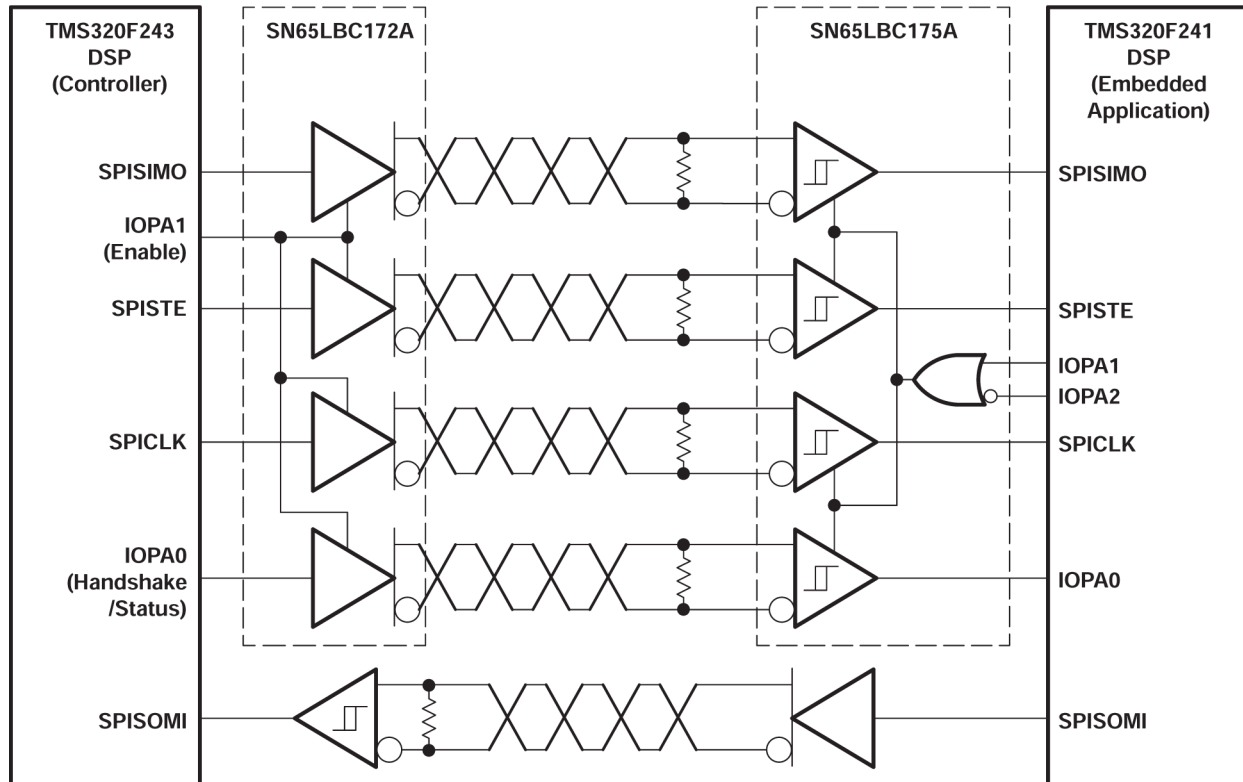 TMS320F243
DSP
(Controller)
SN65LBC172A
SN65LBC175A
TMS320F241
DSP
(Embedded
Application)
SPISIMO
SPISIMO
IOPA1
(Enable)
SPISTE
SPISTE
IOPA1
IOPA2
SPICLK
SPICLK
IOPA0
(Handshake
/Status)
IOPA0
SPISOMI
SPISOMI